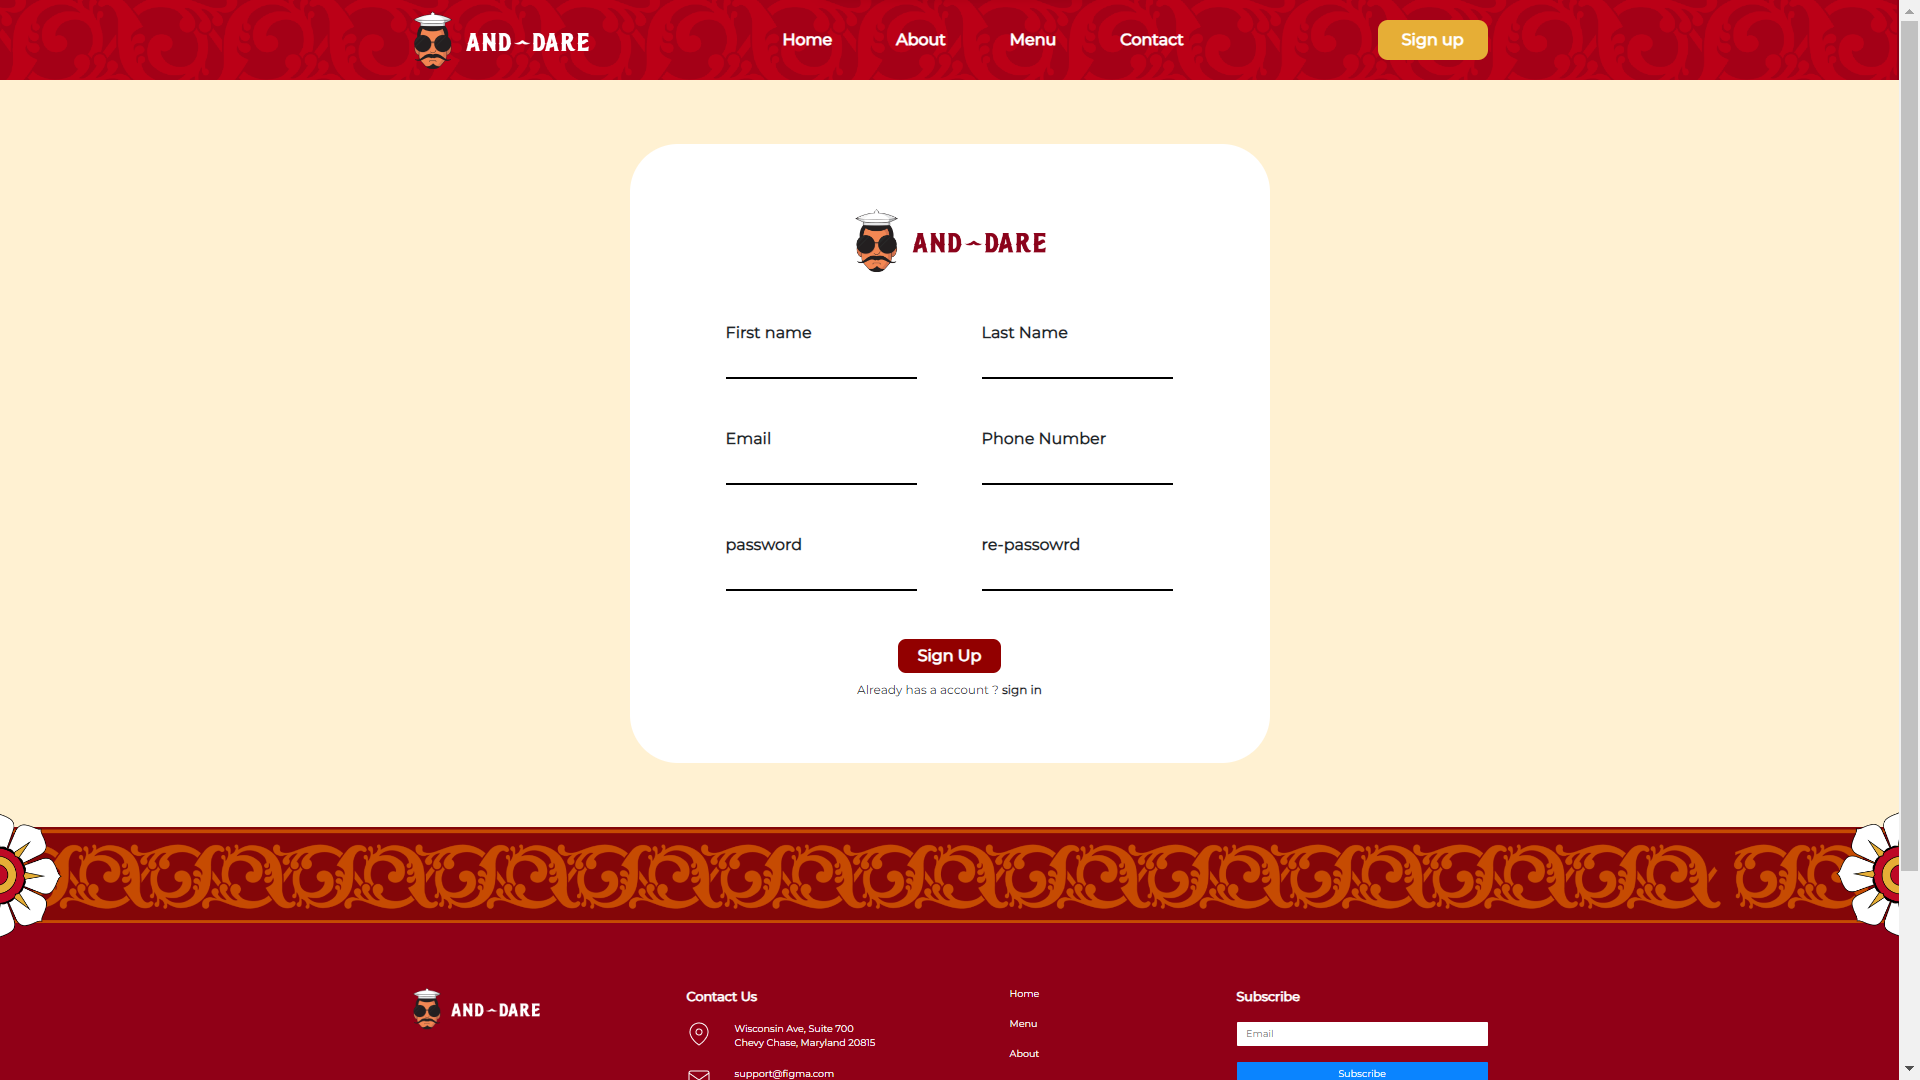 AND-DARE
Home
About
Menu
Contact
Sign up
AND-DARE
First name
Last Name
Email
Phone Number
password
re-passowrd
Sign Up
Already has a account ? sign in
AND-DARE
Contact Us
Wisconsin Ave, Suite 700
Chevy Chase, Maryland 20815
support@figma.com
Home
Menu
About
Subscribe
Email
Subscribe